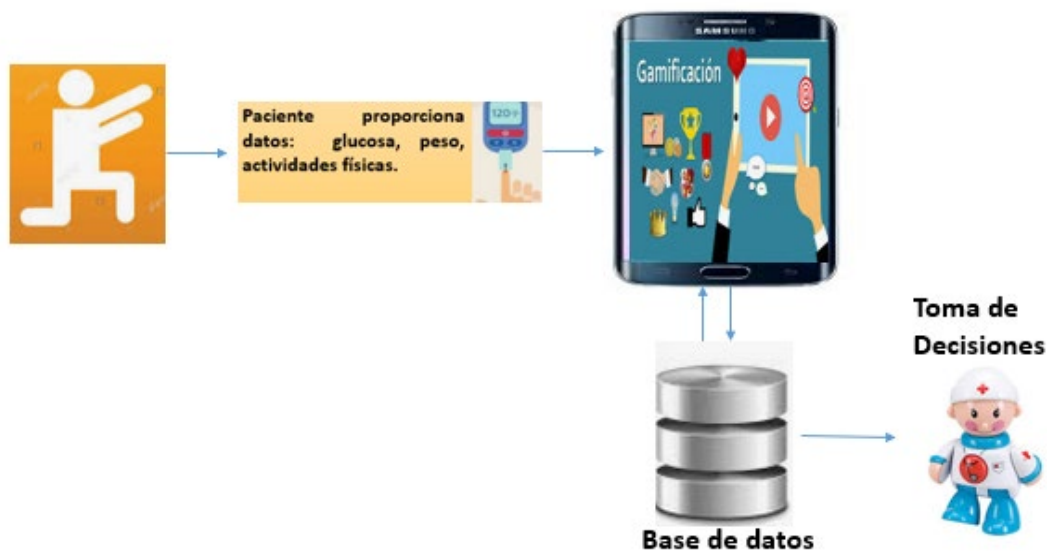 SAMSUNG
Gamificación
Paciente proporciona
datos: glucosa, peso,
actividades físicas.
120
Toma de
Decisiones
Base de datos